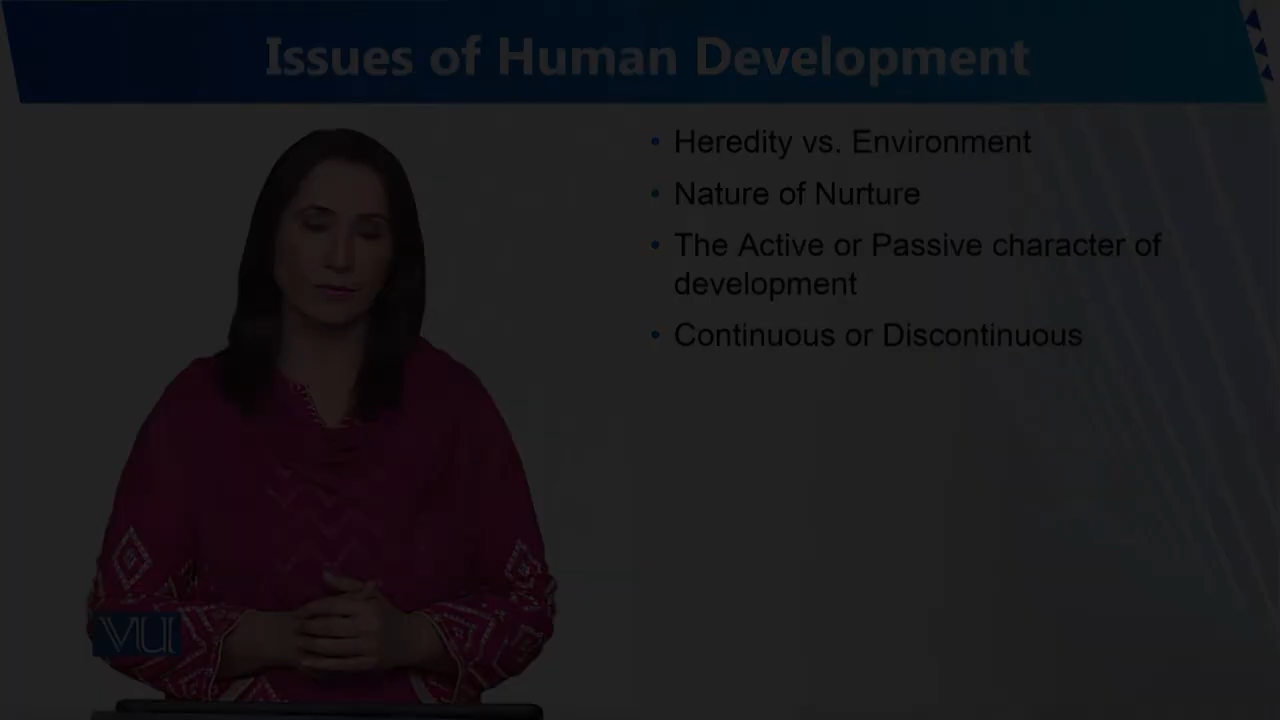 Issues of Human Development
• Heredity vs. Environment
• Nature of Nurture
• The Active or Passive character of
development
• Continuous or Discontinuous
VU